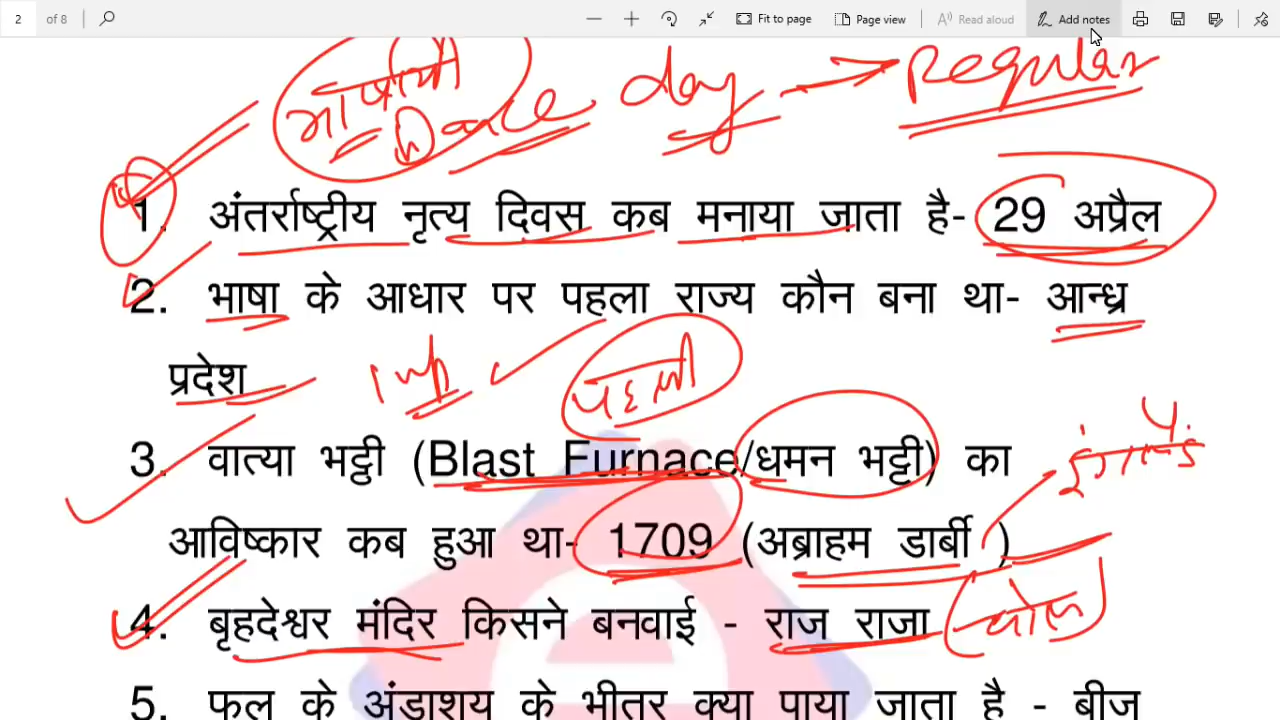 2 of 8 Fit to page Page view Read aloud Add notes
भाषायी
Dance day → Regular
1. अंतर्राष्ट्रीय नृत्य दिवस कब मनाया जाता है- 29 अप्रैल
2. भाषा के आधार पर पहला राज्य कौन बना था- आन्ध्र
प्रदेश Imp पहली
3. वात्या भट्ठी (Blast Furnace/धमन भट्टी) का
आविष्कार कब हुआ था- 1709 (अब्राहम डार्बी )
4. बृहदेश्वर मंदिर किसने बनवाई - राज राजा चोल
5. फल के अंडाशय के भीतर क्या पाया जाता है - बीज